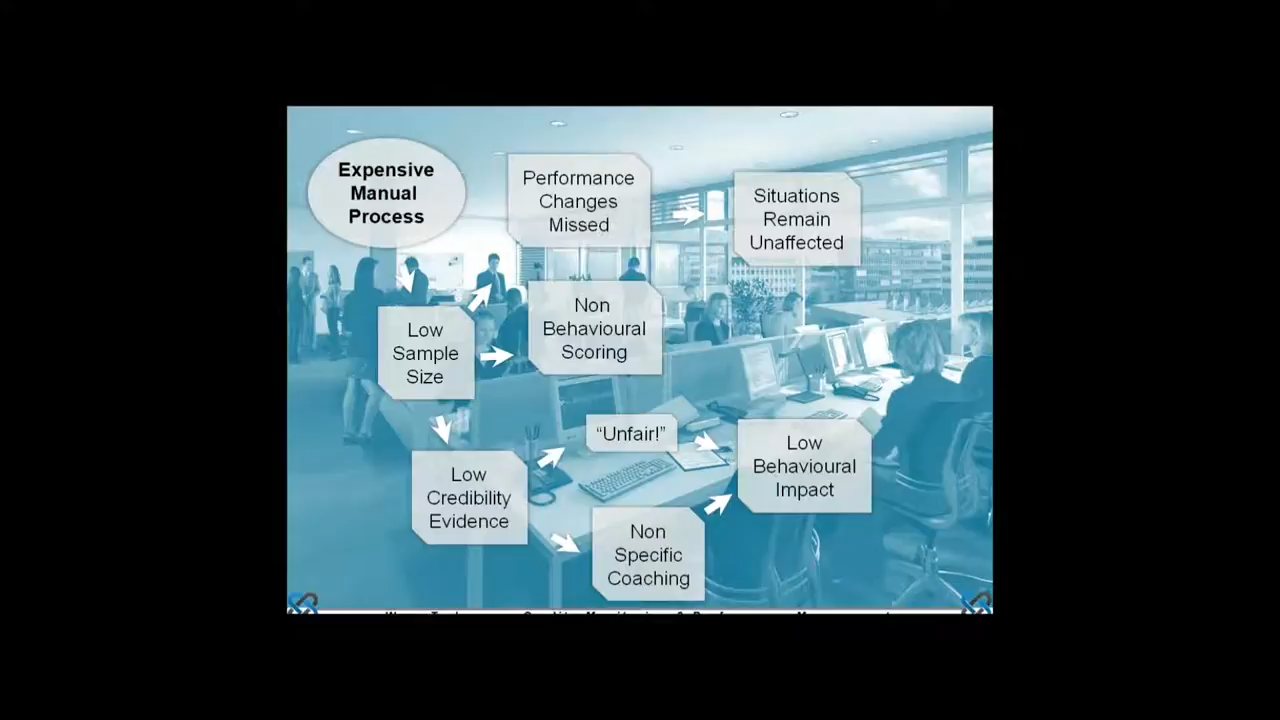 Expensive
Manual
Process
Performance
Changes
Missed
Situations
Remain
Unaffected
Low
Sample
Size
Non
Behavioural
Scoring
Low
Credibility
Evidence
“Unfair!”
Non
Specific
Coaching
Low
Behavioural
Impact